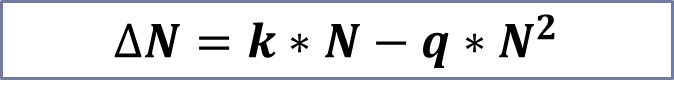 Δ𝑵 = 𝒌 ∗ 𝑵 − 𝒒 ∗ 𝑵²